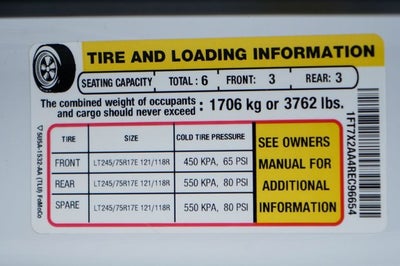 TIRE AND LOADING INFORMATION
SEATING CAPACITY TOTAL : 6 FRONT: 3 REAR: 3
The combined weight of occupants and cargo should never exceed : 1706 kg or 3762 lbs.
TIRE SIZE COLD TIRE PRESSURE
FRONT LT245/75R17E 121/118R 450 KPA, 65 PSI
REAR LT245/75R17E 121/118R 550 KPA, 80 PSI
SPARE LT245/75R17E 121/118R 550 KPA, 80 PSI
SEE OWNERS
MANUAL FOR
ADDITIONAL
INFORMATION
1FT7X2AA4REC96654